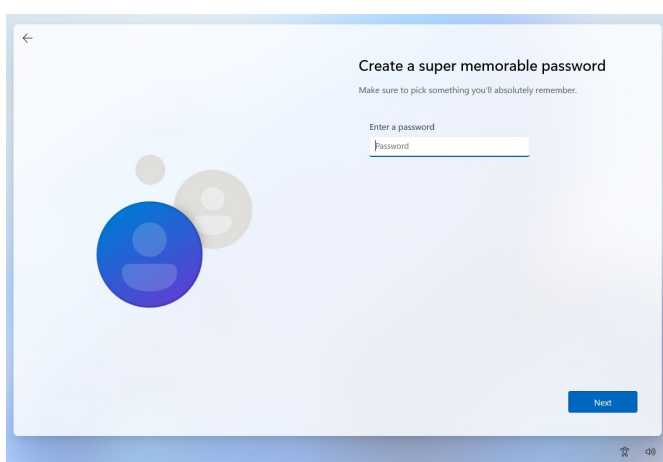 Create a super memorable password
Make sure to pick something you'll absolutely remember.
Enter a password
Password
Next